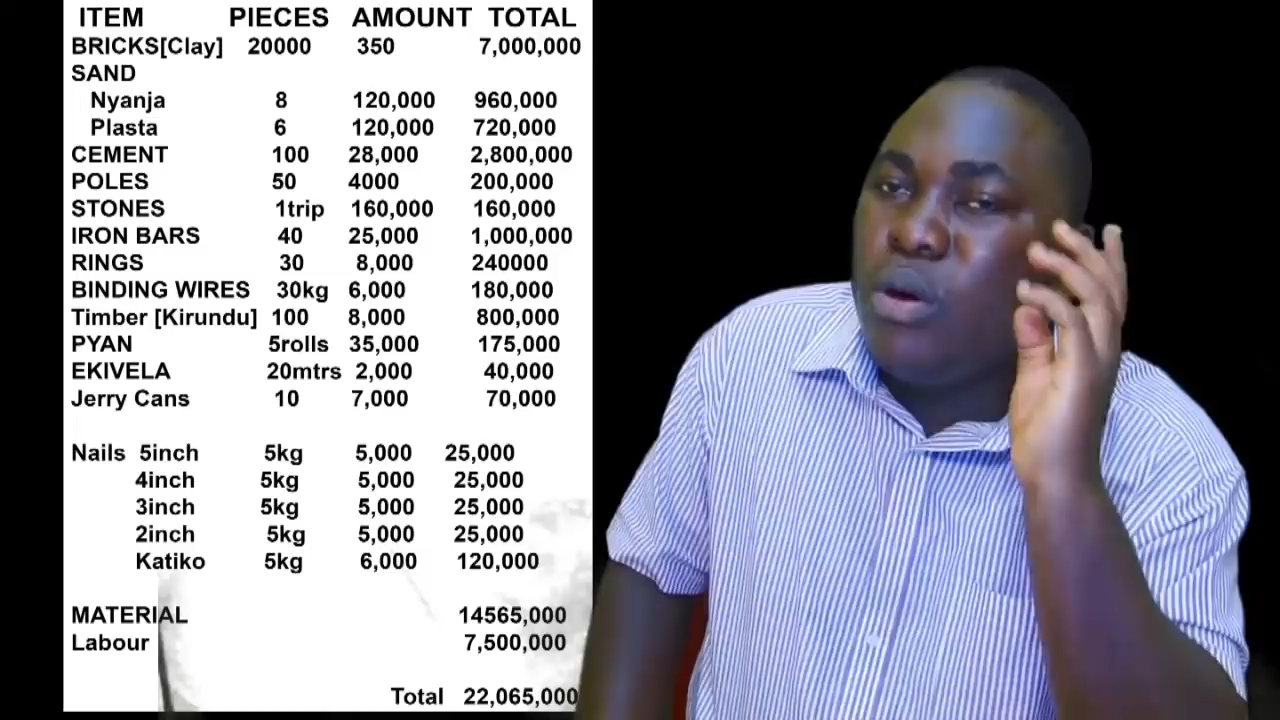 ITEM PIECES AMOUNT TOTAL
BRICKS[Clay] 20000 350 7,000,000
SAND
Nyanja 8 120,000 960,000
Plasta 6 120,000 720,000
CEMENT 100 28,000 2,800,000
POLES 50 4000 200,000
STONES 1trip 160,000 160,000
IRON BARS 40 25,000 1,000,000
RINGS 30 8,000 240000
BINDING WIRES 30kg 6,000 180,000
Timber [Kirundu] 100 8,000 800,000
PYAN 5rolls 35,000 175,000
EKIVELA 20mtrs 2,000 40,000
Jerry Cans 10 7,000 70,000
Nails 5inch 5kg 5,000 25,000
4inch 5kg 5,000 25,000
3inch 5kg 5,000 25,000
2inch 5kg 5,000 25,000
Katiko 5kg 6,000 120,000
MATERIAL 14565,000
Labour 7,500,000
Total 22,065,000